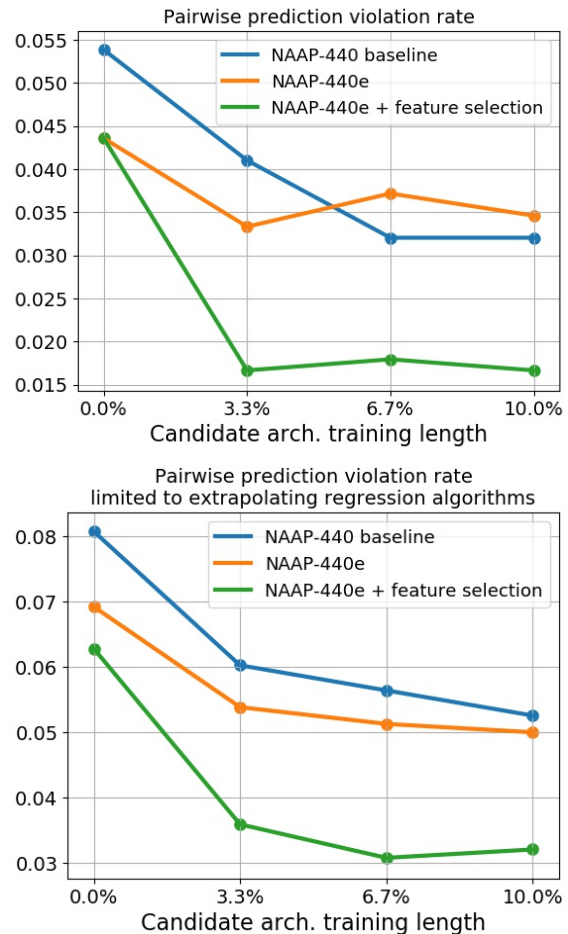 Pairwise prediction violation rate
0.055
0.050
0.045
0.040
0.035
0.030
0.025
0.020
0.015
NAAP-440 baseline
NAAP-440e
NAAP-440e + feature selection
0.0%
3.3%
6.7%
10.0%
Candidate arch. training length
Pairwise prediction violation rate
limited to extrapolating regression algorithms
0.08
0.07
0.06
0.05
0.04
0.03
NAAP-440 baseline
NAAP-440e
NAAP-440e + feature selection
0.0%
3.3%
6.7%
10.0%
Candidate arch. training length